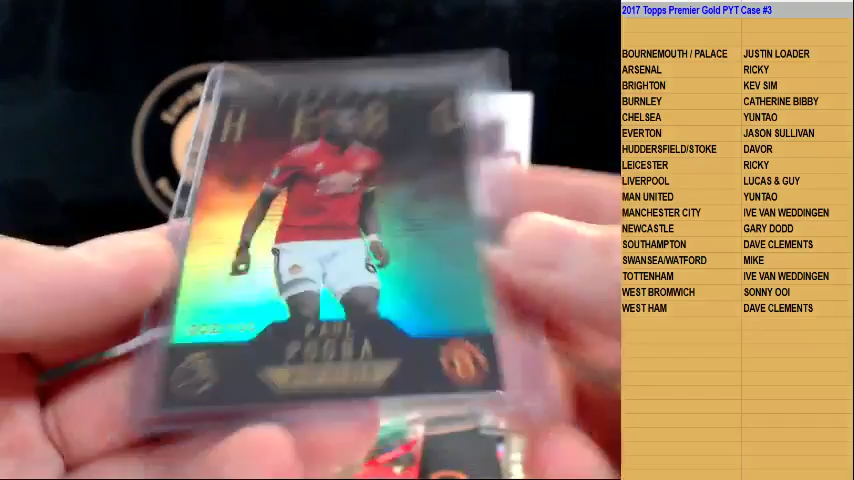 H E R O
PAUL
POGBA
2017 Topps Premier Gold PYT Case #3
BOURNEMOUTH / PALACE JUSTIN LOADER
ARSENAL RICKY
BRIGHTON KEV SIM
BURNLEY CATHERINE BIBBY
CHELSEA YUNTAO
EVERTON JASON SULLIVAN
HUDDERSFIELD/STOKE DAVOR
LEICESTER RICKY
LIVERPOOL LUCAS & GUY
MAN UNITED YUNTAO
MANCHESTER CITY IVE VAN WEDDINGEN
NEWCASTLE GARY DODD
SOUTHAMPTON DAVE CLEMENTS
SWANSEA/WATFORD MIKE
TOTTENHAM IVE VAN WEDDINGEN
WEST BROMWICH SONNY OOI
WEST HAM DAVE CLEMENTS